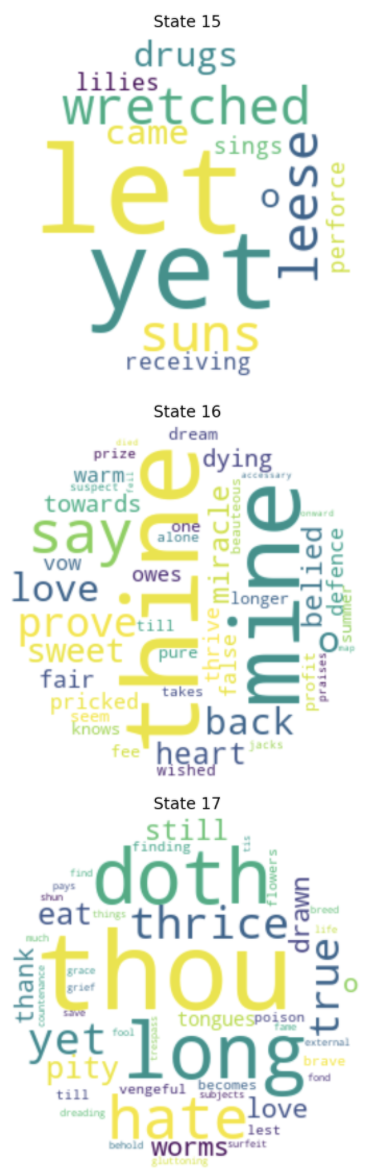 State 15
drugs
lilies
wretched
came
sings
let
o
leese
perforce
yet
suns
receiving
State 16
died
dream
prize
dying
warm
fell
accessary
suspect
towards
thine
miracle
beauteous
mine
onward
say
one
alone
belied
defence
vow
owes
love
longer
summer
prove
till
thrive
false
o
map
sweet
pure
fair
takes
profit
praises
pricked
seem
back
knows
fee
heart
jacks
wished
State 17
still
finding
tis
doth
find
flowers
pays
shun
eat
things
thrice
drawn
breed
much
thou
life
thank
countenance
grace
grief
true
o
save
tongues
poison
fame
yet
fool
trespass
long
external
pity
brave
becomes
fond
till
vengeful
subjects
dreading
hate
love
lest
behold
worms
surfeit
gluttoning